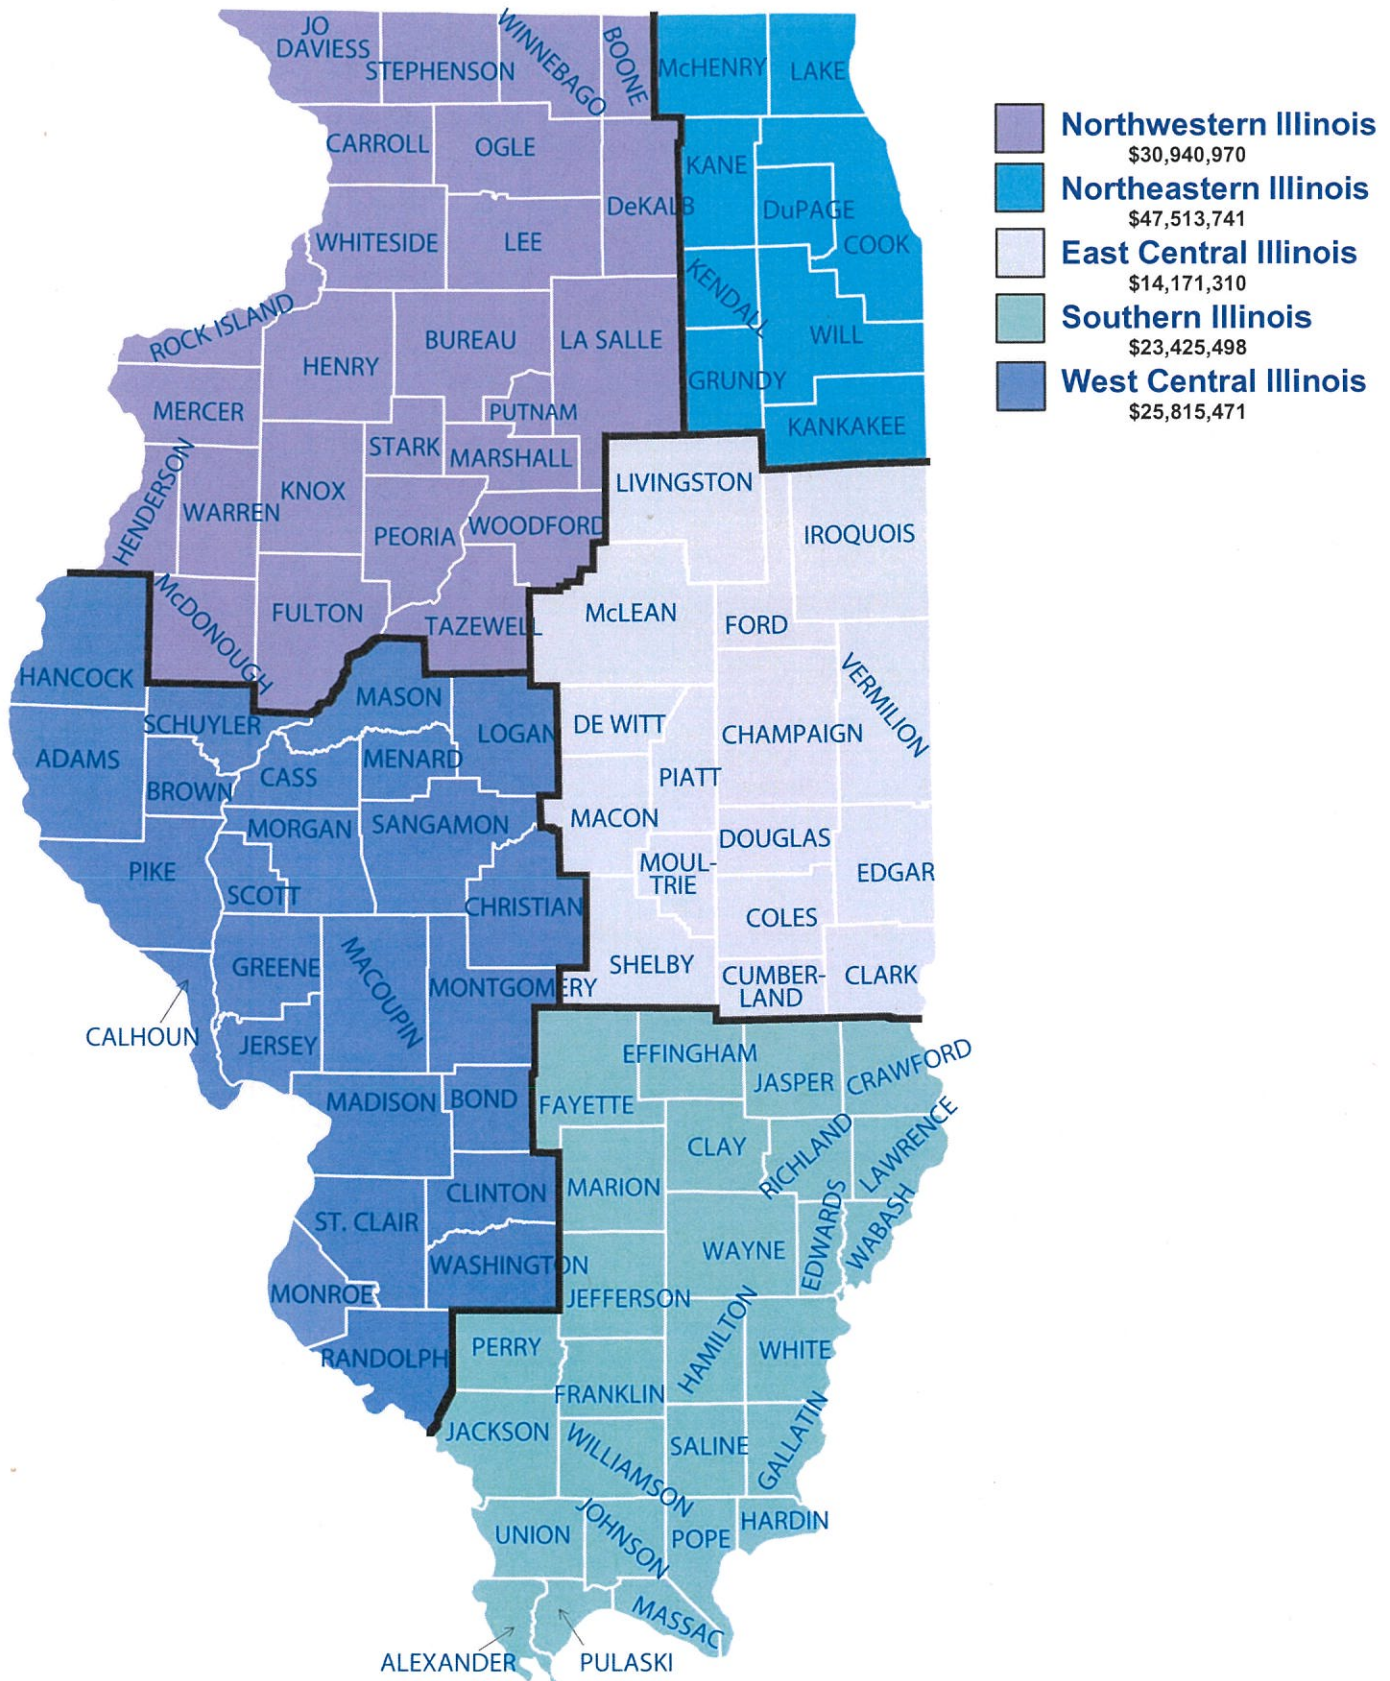 JO
DAVIESS
STEPHENSON
WINNEBAGO
BOONE
McHENRY
LAKE
CARROLL
OGLE
KANE
DeKALB
DuPAGE
COOK
WHITESIDE
LEE
KENDALL
ROCK ISLAND
BUREAU
LA SALLE
WILL
HENRY
GRUNDY
MERCER
PUTNAM
KANKAKEE
STARK
MARSHALL
HENDERSON
WARREN
KNOX
PEORIA
WOODFORD
LIVINGSTON
IROQUOIS
McDONOUGH
FULTON
TAZEWELL
McLEAN
FORD
HANCOCK
MASON
VERMILION
SCHUYLER
LOGAN
DE WITT
CHAMPAIGN
ADAMS
MENARD
CASS
PIATT
BROWN
MORGAN
SANGAMON
MACON
DOUGLAS
PIKE
SCOTT
MOUL-
TRIE
EDGAR
CHRISTIAN
COLES
GREENE
MACOUPIN
MONTGOMERY
SHELBY
CUMBER-
LAND
CLARK
CALHOUN
JERSEY
EFFINGHAM
JASPER
CRAWFORD
MADISON
BOND
FAYETTE
CLAY
RICHLAND
LAWRENCE
MARION
CLINTON
ST. CLAIR
EDWARDS
WABASH
WAYNE
WASHINGTON
MONROE
JEFFERSON
HAMILTON
WHITE
RANDOLPH
PERRY
FRANKLIN
JACKSON
WILLIAMSON
SALINE
GALLATIN
UNION
JOHNSON
POPE
HARDIN
MASSAC
ALEXANDER
PULASKI
Northwestern Illinois
$30,940,970
Northeastern Illinois
$47,513,741
East Central Illinois
$14,171,310
Southern Illinois
$23,425,498
West Central Illinois
$25,815,471